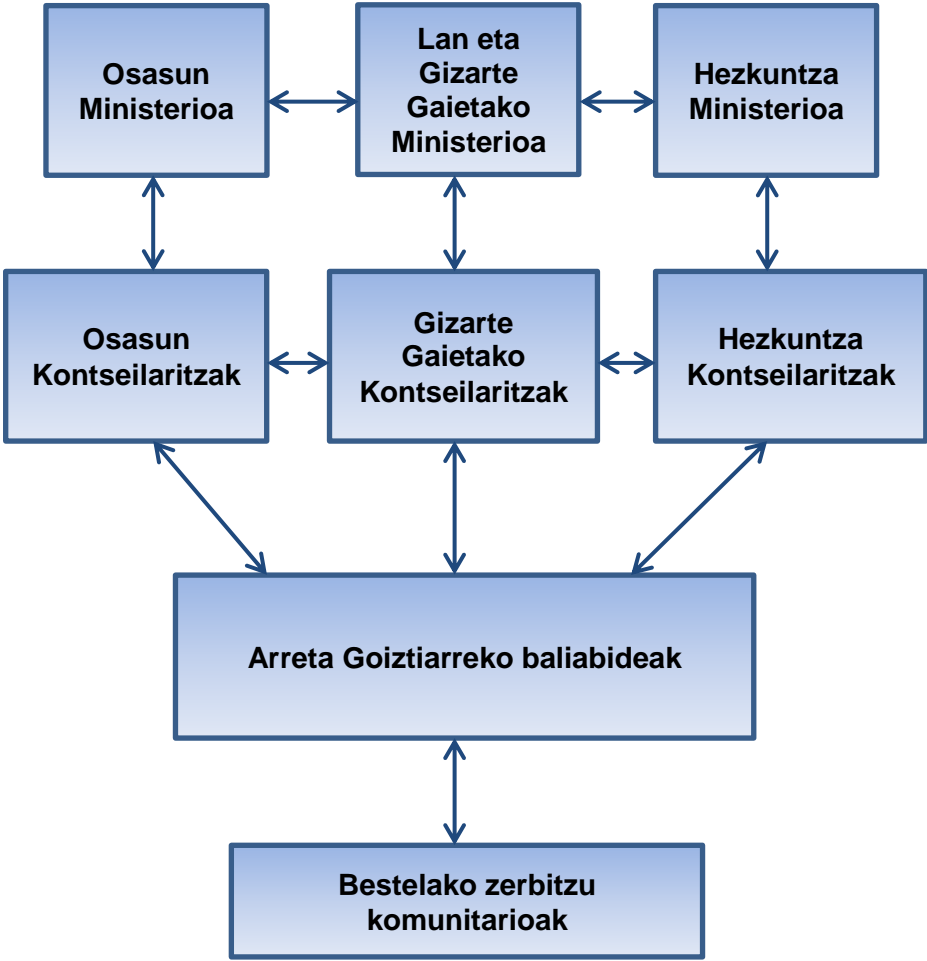 Osasun
Ministerioa
Lan eta
Gizarte
Gaietako
Ministerioa
Hezkuntza
Ministerioa
Osasun
Kontseilaritzak
Gizarte
Gaietako
Kontseilaritzak
Hezkuntza
Kontseilaritzak
Arreta Goiztiarreko baliabideak
Bestelako zerbitzu
komunitarioak